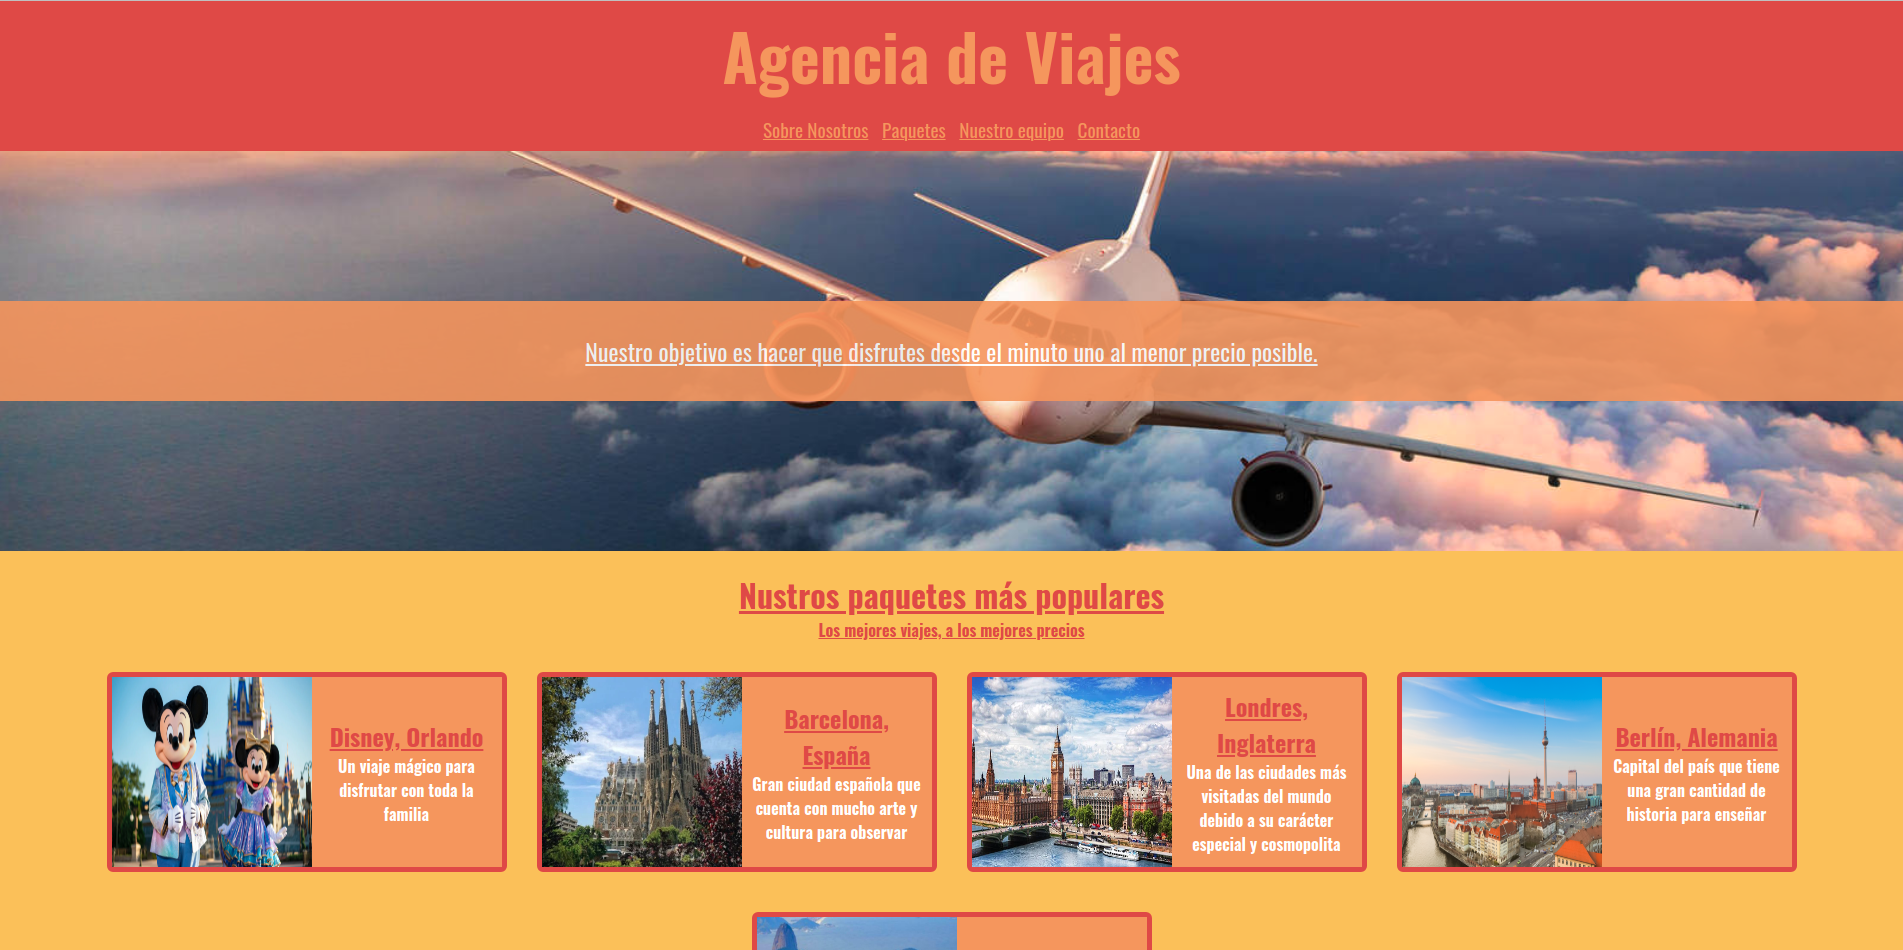 Agencia de Viajes
Sobre Nosotros Paquetes Nuestro equipo Contacto
Nuestro objetivo es hacer que disfrutes desde el minuto uno al menor precio posible.
Nustros paquetes más populares
Los mejores viajes, a los mejores precios
Disney, Orlando
Un viaje mágico para
disfrutar con toda la
familia
Barcelona,
España
Gran ciudad española que
cuenta con mucho arte y
cultura para observar
Londres,
Inglaterra
Una de las ciudades más
visitadas del mundo
debido a su carácter
especial y cosmopolita
Berlín, Alemania
Capital del país que tiene
una gran cantidad de
historia para enseñar